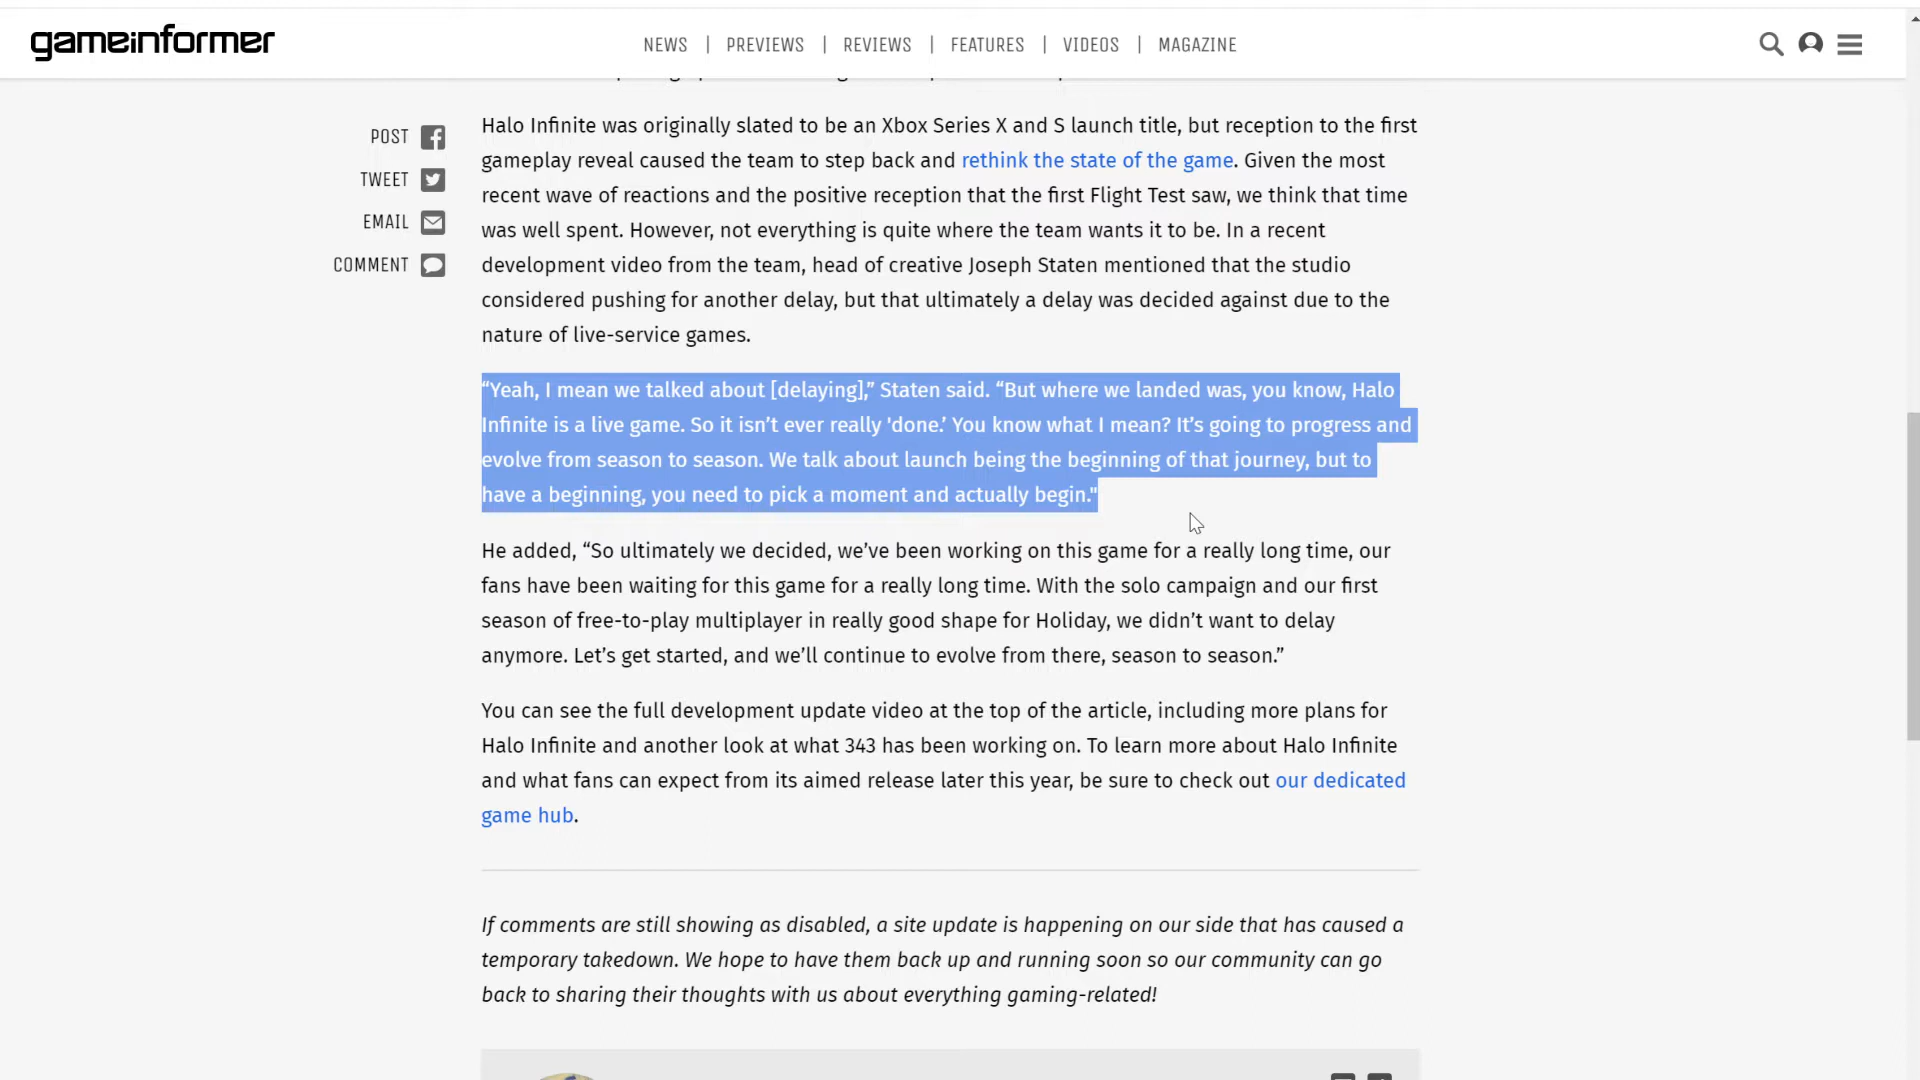 gameinformer
NEWS | PREVIEWS | REVIEWS | FEATURES | VIDEOS | MAGAZINE
POST
TWEET
EMAIL
COMMENT
Halo Infinite was originally slated to be an Xbox Series X and S launch title, but reception to the first
gameplay reveal caused the team to step back and rethink the state of the game. Given the most
recent wave of reactions and the positive reception that the first Flight Test saw, we think that time
was well spent. However, not everything is quite where the team wants it to be. In a recent
development video from the team, head of creative Joseph Staten mentioned that the studio
considered pushing for another delay, but that ultimately a delay was decided against due to the
nature of live-service games.
“Yeah, I mean we talked about [delaying],” Staten said. “But where we landed was, you know, Halo
Infinite is a live game. So it isn’t ever really 'done.’ You know what I mean? It’s going to progress and
evolve from season to season. We talk about launch being the beginning of that journey, but to
have a beginning, you need to pick a moment and actually begin."
He added, “So ultimately we decided, we’ve been working on this game for a really long time, our
fans have been waiting for this game for a really long time. With the solo campaign and our first
season of free-to-play multiplayer in really good shape for Holiday, we didn’t want to delay
anymore. Let’s get started, and we’ll continue to evolve from there, season to season.”
You can see the full development update video at the top of the article, including more plans for
Halo Infinite and another look at what 343 has been working on. To learn more about Halo Infinite
and what fans can expect from its aimed release later this year, be sure to check out our dedicated
game hub.
If comments are still showing as disabled, a site update is happening on our side that has caused a
temporary takedown. We hope to have them back up and running soon so our community can go
back to sharing their thoughts with us about everything gaming-related!